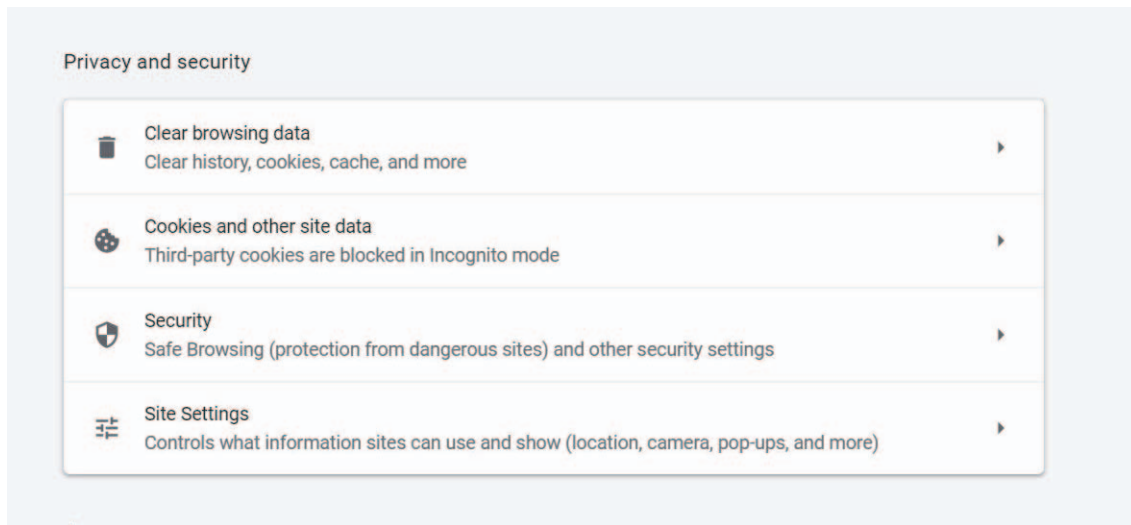 Privacy and security
Clear browsing data
Clear history, cookies, cache, and more
Cookies and other site data
Third-party cookies are blocked in Incognito mode
Security
Safe Browsing (protection from dangerous sites) and other security settings
Site Settings
Controls what information sites can use and show (location, camera, pop-ups, and more)